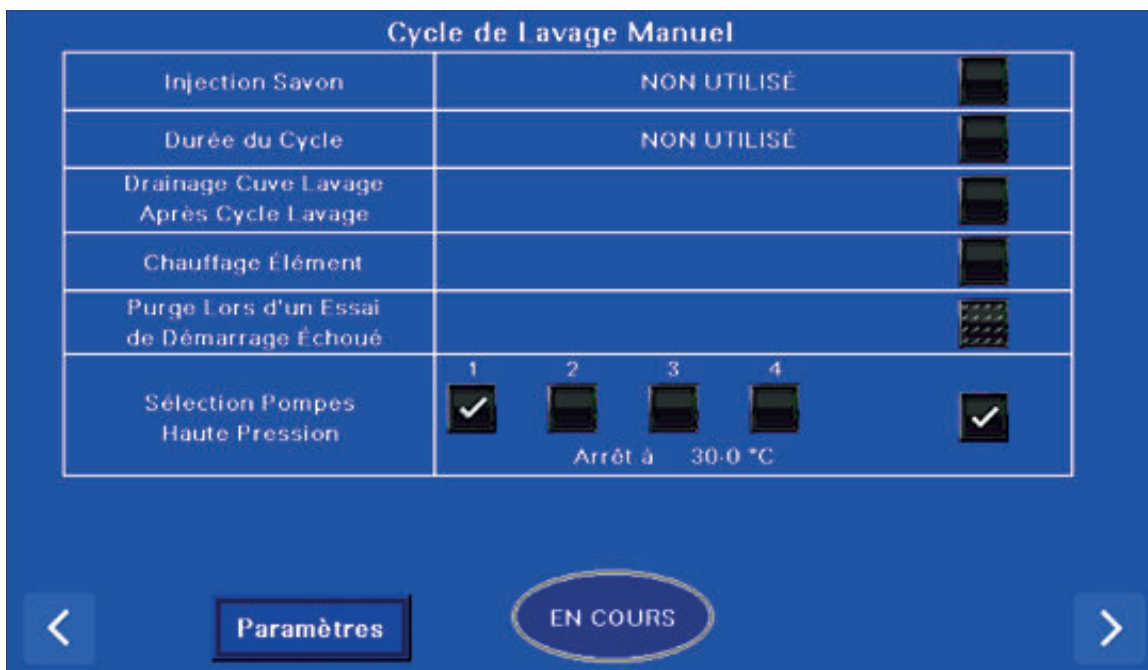 Cycle de Lavage Manuel
Injection Savon NON UTILISÉ
Durée du Cycle NON UTILISÉ
Drainage Cuve Lavage
Après Cycle Lavage
Chauffage Élément
Purge Lors d'un Essai
de Démarrage Échoué
1 2 3 4
Sélection Pompes
Haute Pression
Arrêt à 30.0 °C
Paramètres
EN COURS